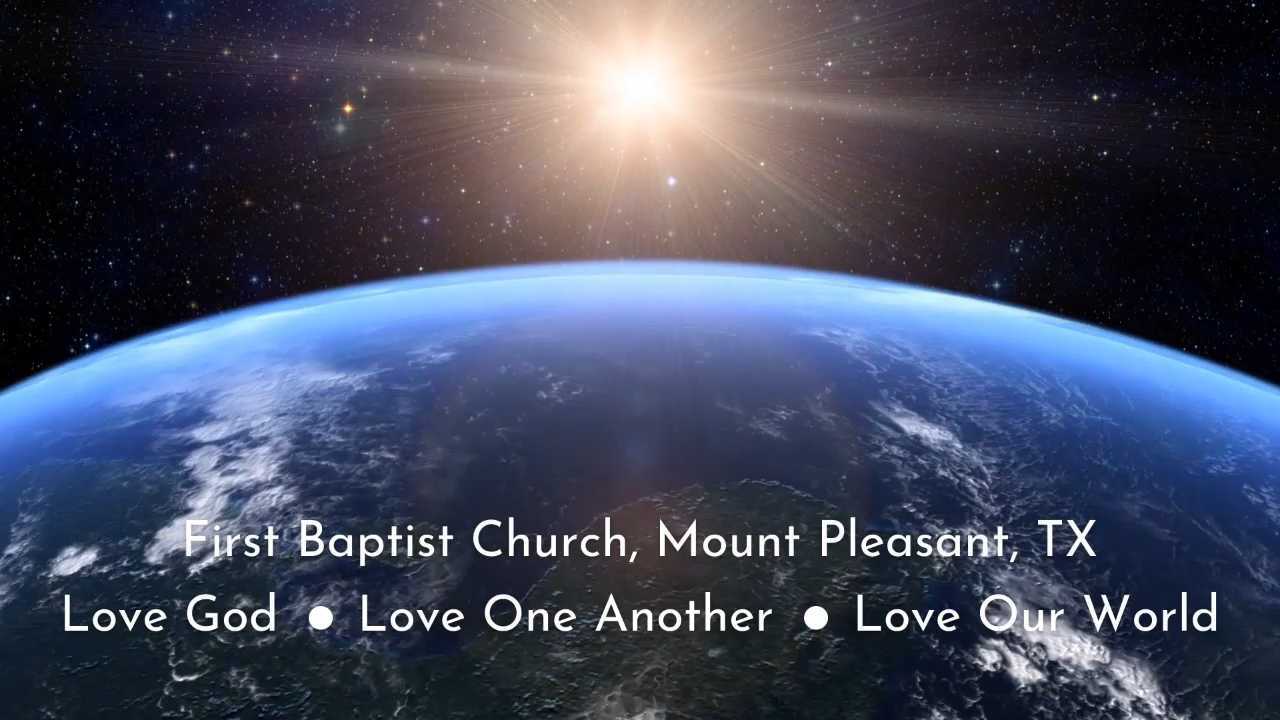 First Baptist Church, Mount Pleasant, TX
Love God ● Love One Another ● Love Our World